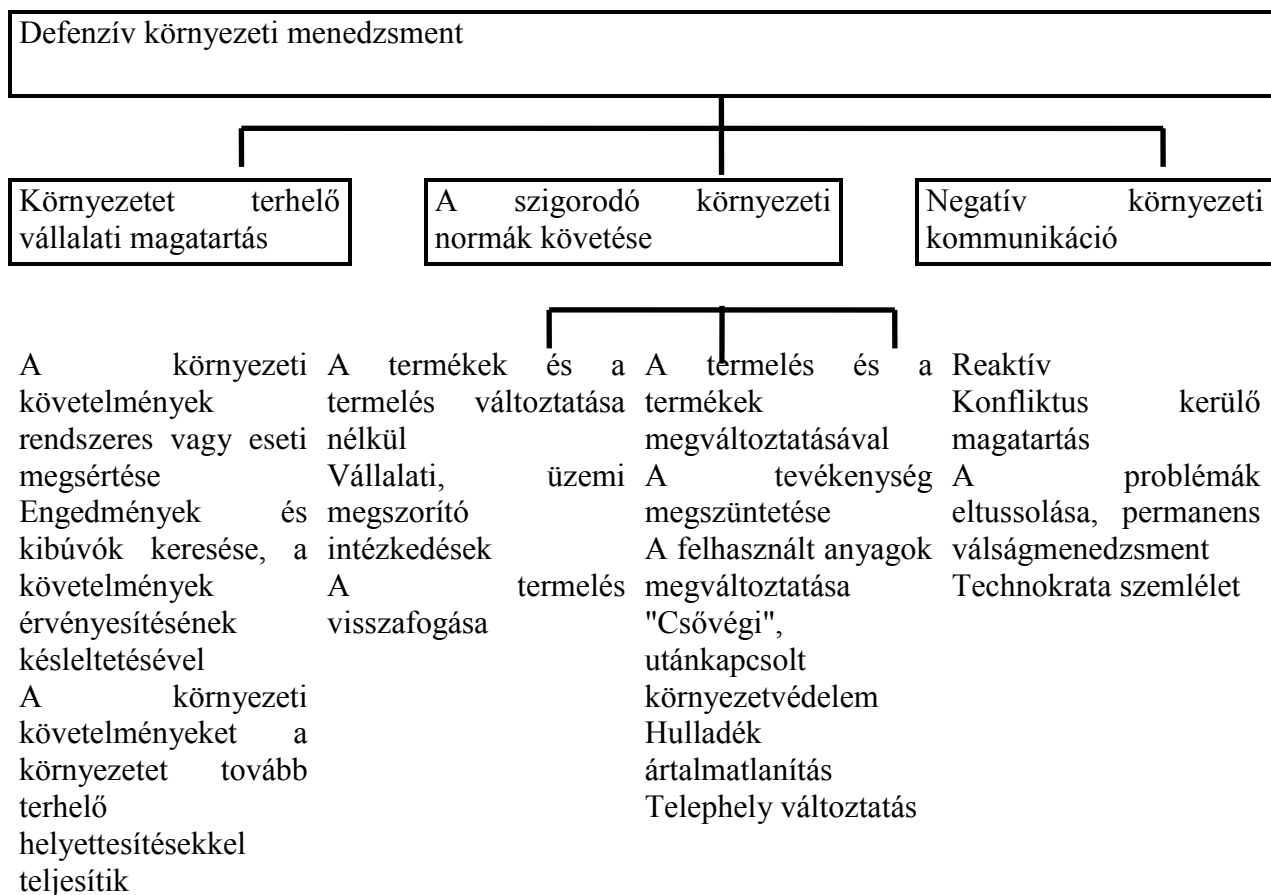 Defenzív környezeti menedzsment
Környezetet terhelő
vállalati magatartás
A szigorodó környezeti
normák követése
Negatív környezeti
kommunikáció
A környezeti
követelmények
rendszeres vagy eseti
megsértése
Engedmények és
kibúvók keresése, a
követelmények
érvényesítésének
késleltetésével
A környezeti
követelményeket a
környezetet tovább
terhelő
helyettesítésekkel
teljesítik
A termékek és a
termelés változtatása
nélkül
Vállalati, üzemi
megszorító
intézkedések
A termelés
visszafogása
A termelés és a
termékek
megváltoztatásával
A tevékenység
megszüntetése
A felhasznált anyagok
megváltoztatása
"Csővégi",
utánkapcsolt
környezetvédelem
Hulladék
ártalmatlanítás
Telephely változtatás
Reaktív
Konfliktus kerülő
magatartás
A problémák
eltussolása, permanens
válságmenedzsment
Technokrata szemlélet